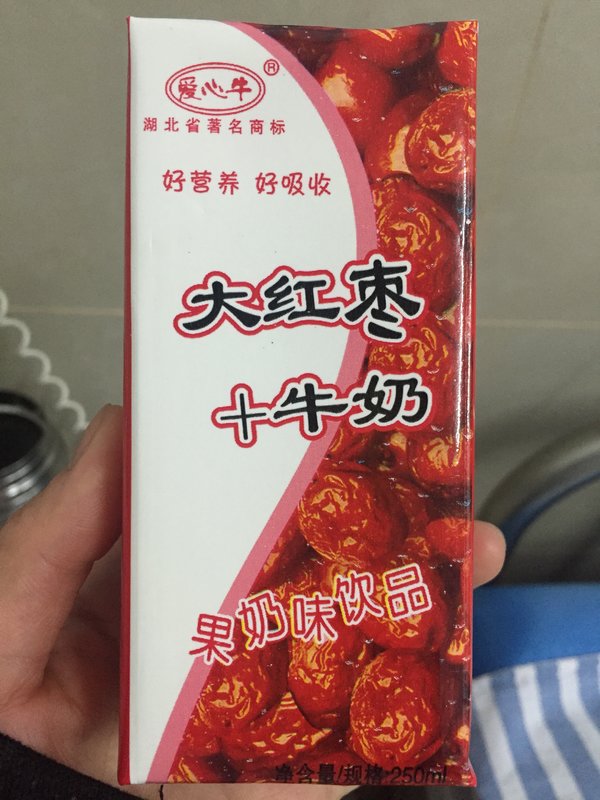 爱心牛®
湖北省著名商标
好营养 好吸收
大红枣
+牛奶
果奶味饮品
净含量/规格:250ml